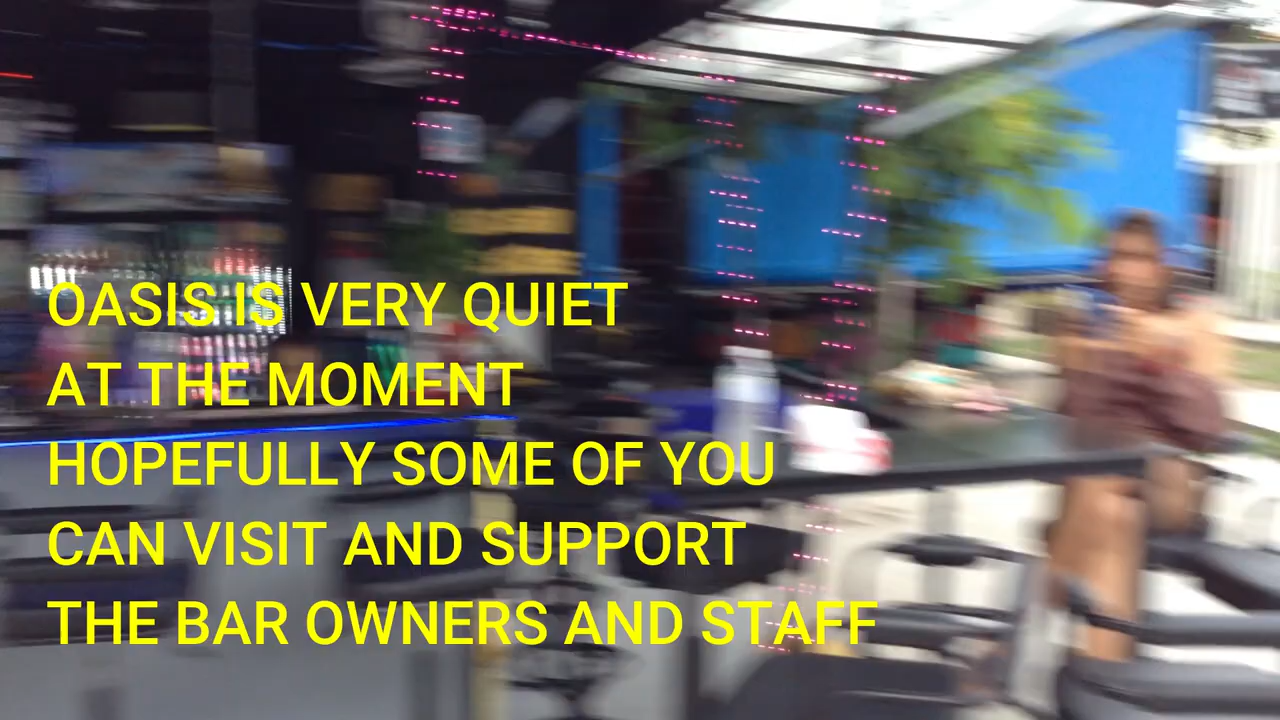 OASIS IS VERY QUIET
AT THE MOMENT
HOPEFULLY SOME OF YOU
CAN VISIT AND SUPPORT
THE BAR OWNERS AND STAFF